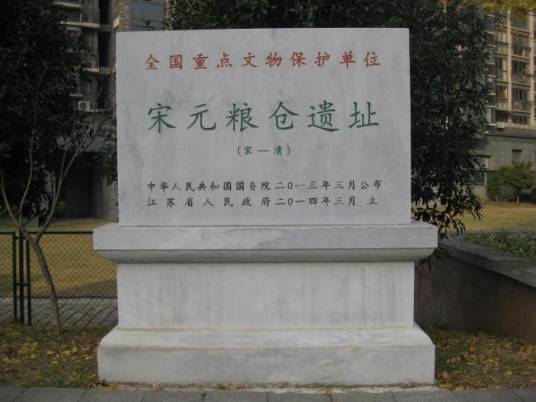 全国重点文物保护单位
宋元粮仓遗址
(宋—清)
中华人民共和国国务院二〇一三年三月公布
江苏省人民政府二〇一四年三月立